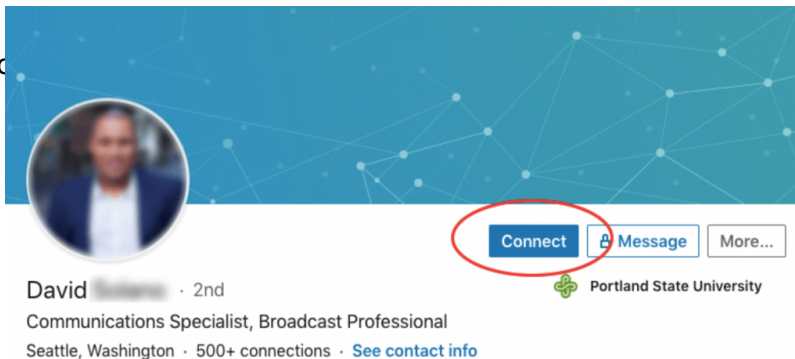 Connect Message More...
David · 2nd
Portland State University
Communications Specialist, Broadcast Professional
Seattle, Washington · 500+ connections · See contact info